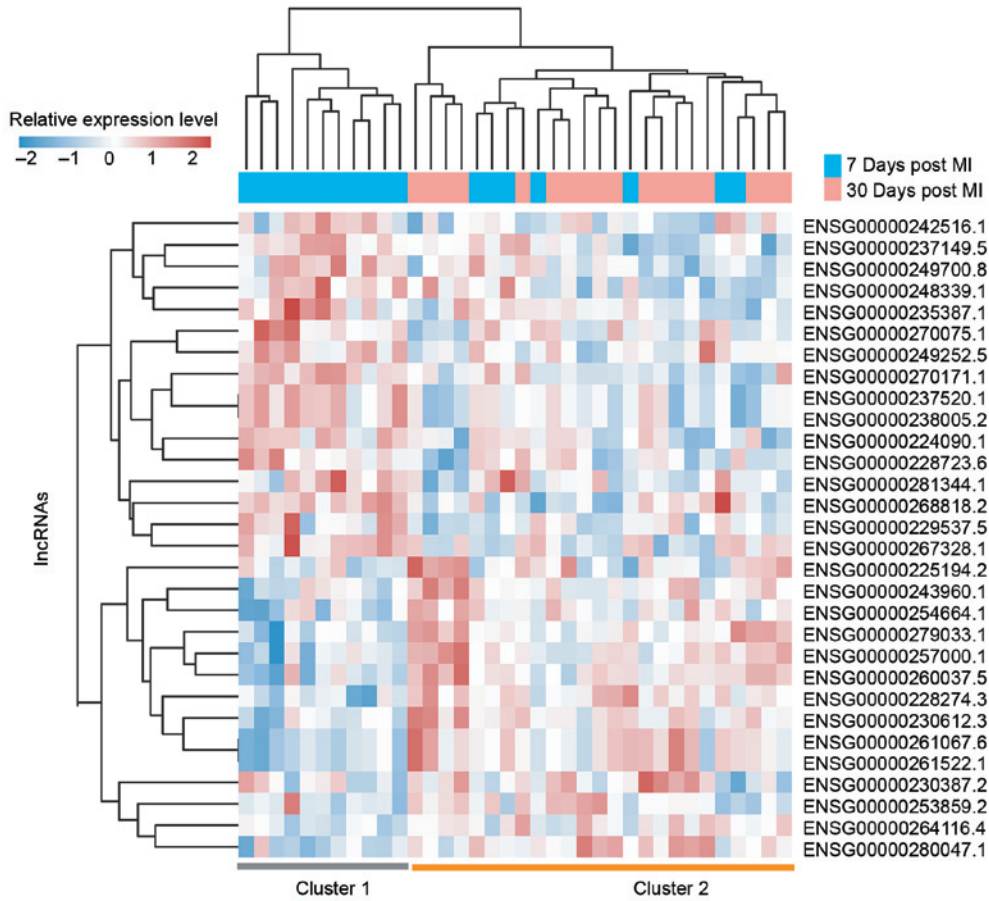 Relative expression level
−2 −1 0 1 2
7 Days post MI
30 Days post MI
ENSG00000242516.1
ENSG00000237149.5
ENSG00000249700.8
ENSG00000248339.1
ENSG00000235387.1
ENSG00000270075.1
ENSG00000249252.5
ENSG00000270171.1
ENSG00000237520.1
ENSG00000238005.2
ENSG00000224090.1
ENSG00000228723.6
ENSG00000281344.1
ENSG00000268818.2
ENSG00000229537.5
ENSG00000267328.1
ENSG00000225194.2
ENSG00000243960.1
ENSG00000254664.1
ENSG00000279033.1
ENSG00000257000.1
ENSG00000260037.5
ENSG00000228274.3
ENSG00000230612.3
ENSG00000261067.6
ENSG00000261522.1
ENSG00000230387.2
ENSG00000253859.2
ENSG00000264116.4
ENSG00000280047.1
lncRNAs
Cluster 1 Cluster 2